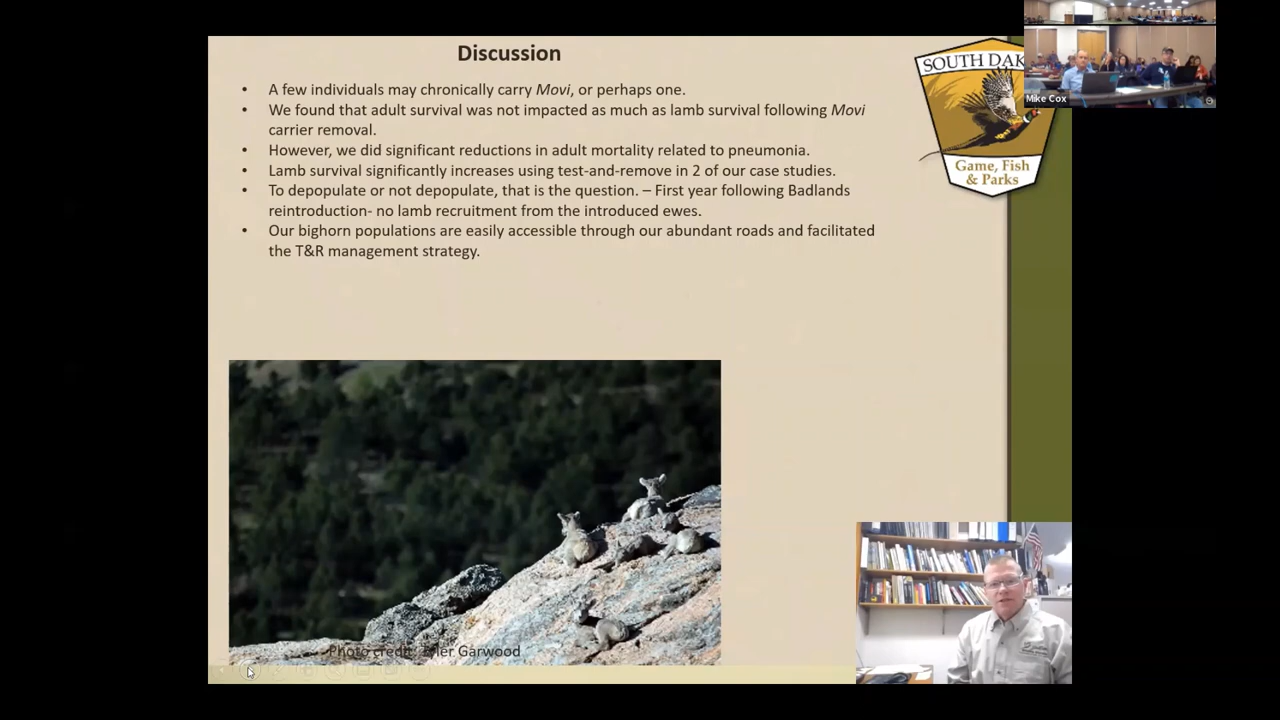 Discussion
• A few individuals may chronically carry Movi, or perhaps one.
• We found that adult survival was not impacted as much as lamb survival following Movi
carrier removal.
• However, we did significant reductions in adult mortality related to pneumonia.
• Lamb survival significantly increases using test-and-remove in 2 of our case studies.
• To depopulate or not depopulate, that is the question. – First year following Badlands
reintroduction- no lamb recruitment from the introduced ewes.
• Our bighorn populations are easily accessible through our abundant roads and facilitated
the T&R management strategy.
SOUTH DAK
Game, Fish
& Parks
Mike Cox
Photo credit: Tyler Garwood